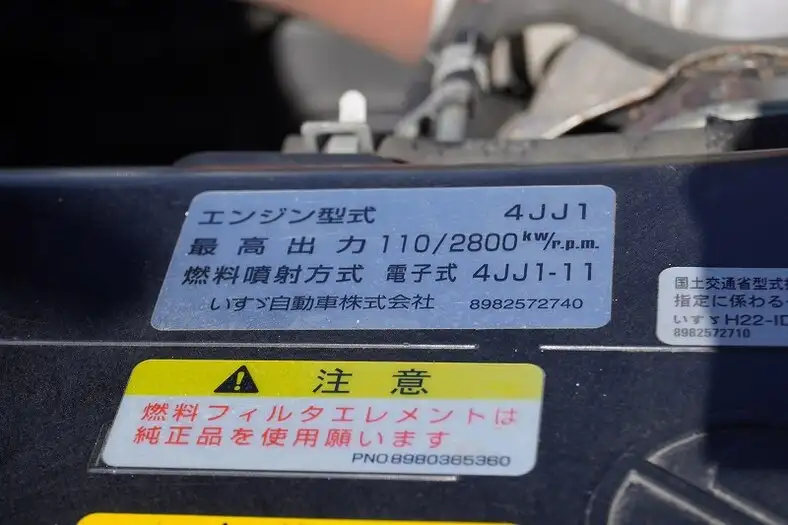 エンジン型式 4JJ1
最高出力 110/2800kW/r.p.m.
燃料噴射方式 電子式 4JJ1-11
いすゞ自動車株式会社 8982572740
国土交通省型式
指定に係わる
いすゞH22-ID
8982572710
注意
燃料フィルタエレメントは
純正品を使用願います
PNO.8980365360